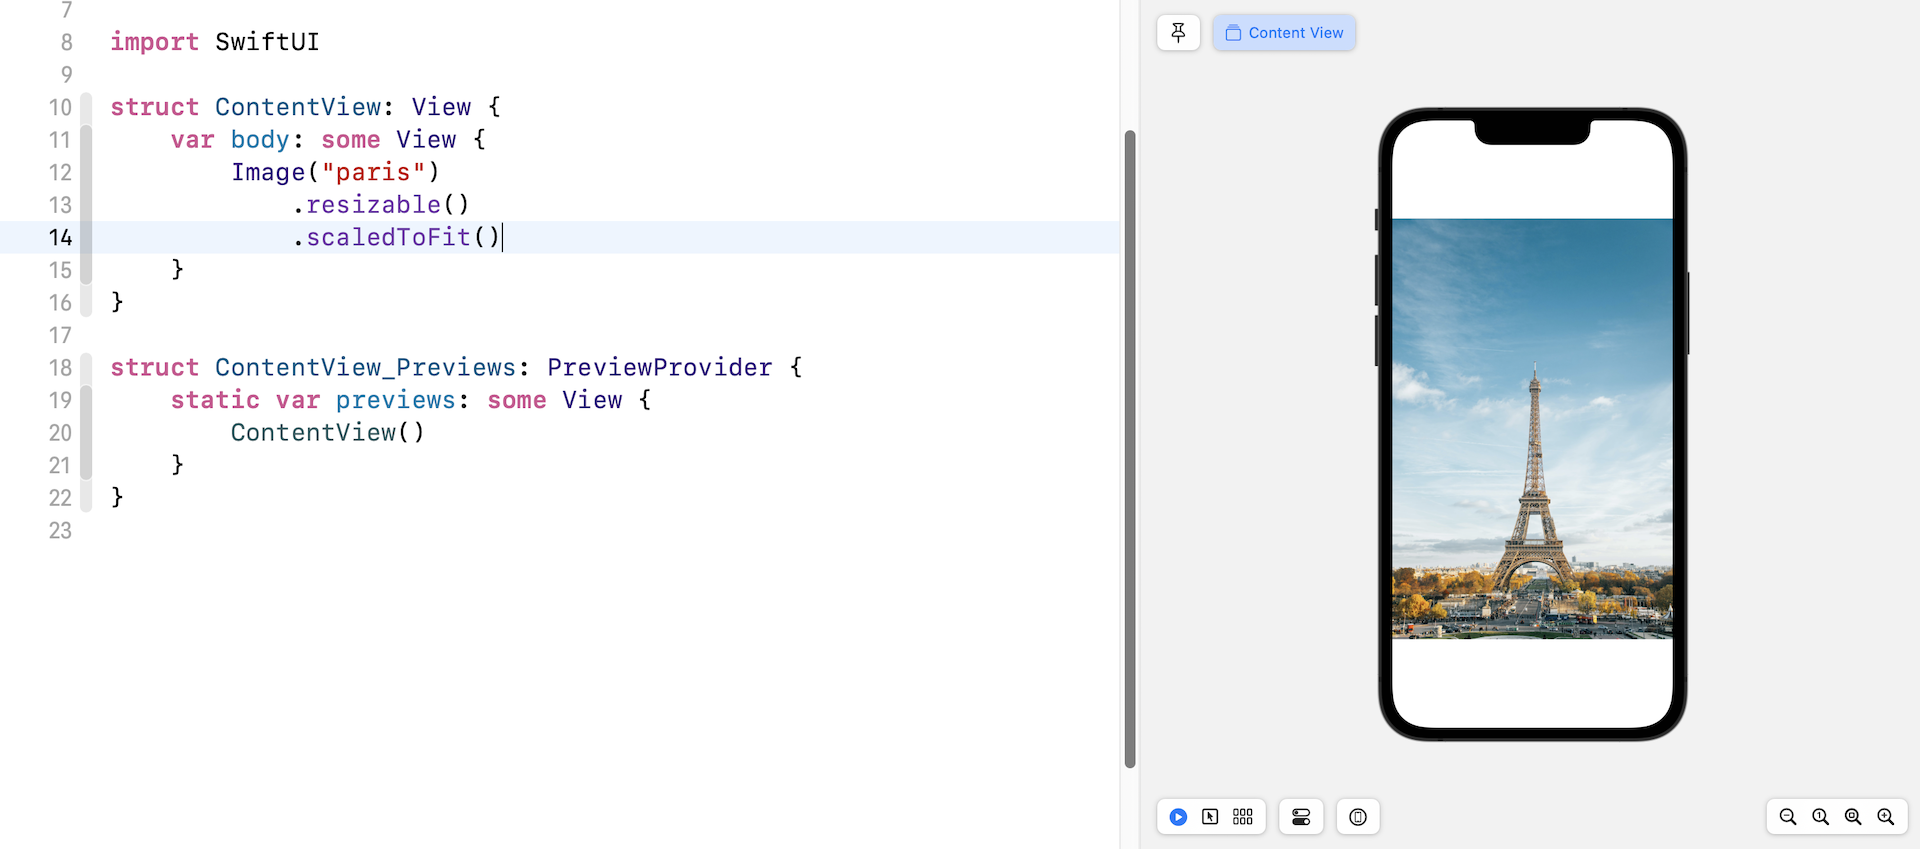 7
8 import SwiftUI
9
10 struct ContentView: View {
11     var body: some View {
12         Image("paris")
13             .resizable()
14             .scaledToFit()
15     }
16 }
17
18 struct ContentView_Previews: PreviewProvider {
19     static var previews: some View {
20         ContentView()
21     }
22 }
23
Content View